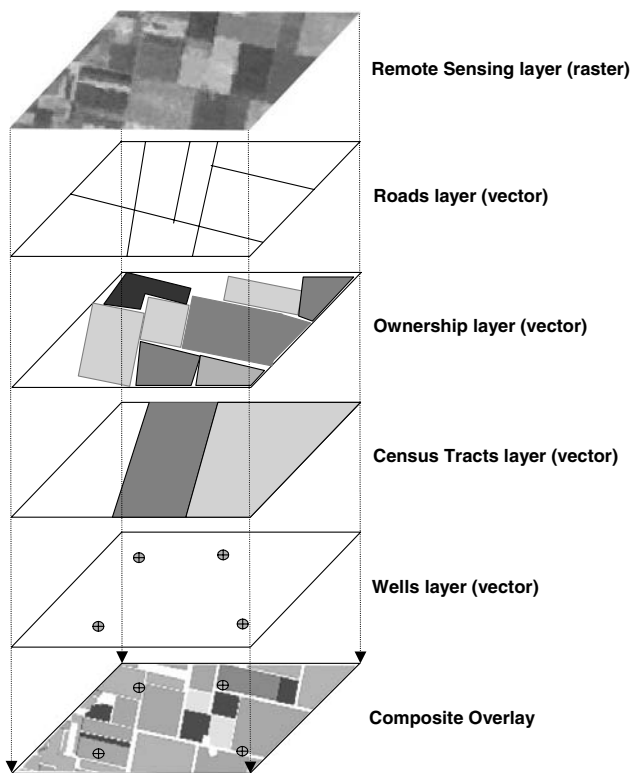 Remote Sensing layer (raster)
Roads layer (vector)
Ownership layer (vector)
Census Tracts layer (vector)
Wells layer (vector)
Composite Overlay